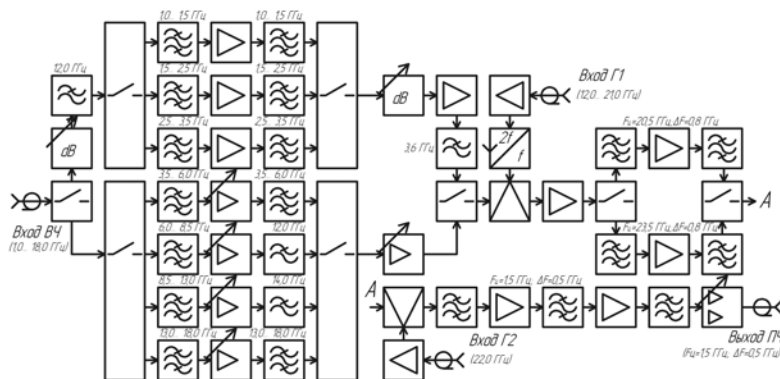 1,0... 1,5 ГГц
1,0... 1,5 ГГц
1,5... 2,5 ГГц
1,5... 2,5 ГГц
12,0 ГГц
dB
2,5... 3,5 ГГц
2,5... 3,5 ГГц
dB
Вход Г1
(12,0... 21,0 ГГц)
2f
f
3,6 ГГц
Fц=20,5 ГГц; ΔF=0,8 ГГц
3,5... 6,0 ГГц
3,5... 6,0 ГГц
А
Вход ВЧ
(1,0... 18,0 ГГц)
6,0... 8,5 ГГц
12,0 ГГц
Fц=23,5 ГГц; ΔF=0,8 ГГц
8,5... 13,0 ГГц
14,0 ГГц
А
Fц=1,5 ГГц; ΔF=0,5 ГГц
13,0... 18,0 ГГц
13,0... 18,0 ГГц
Вход Г2
(22,0 ГГц)
Выход ПЧ
(Fц=1,5 ГГц; ΔF=0,5 ГГц)